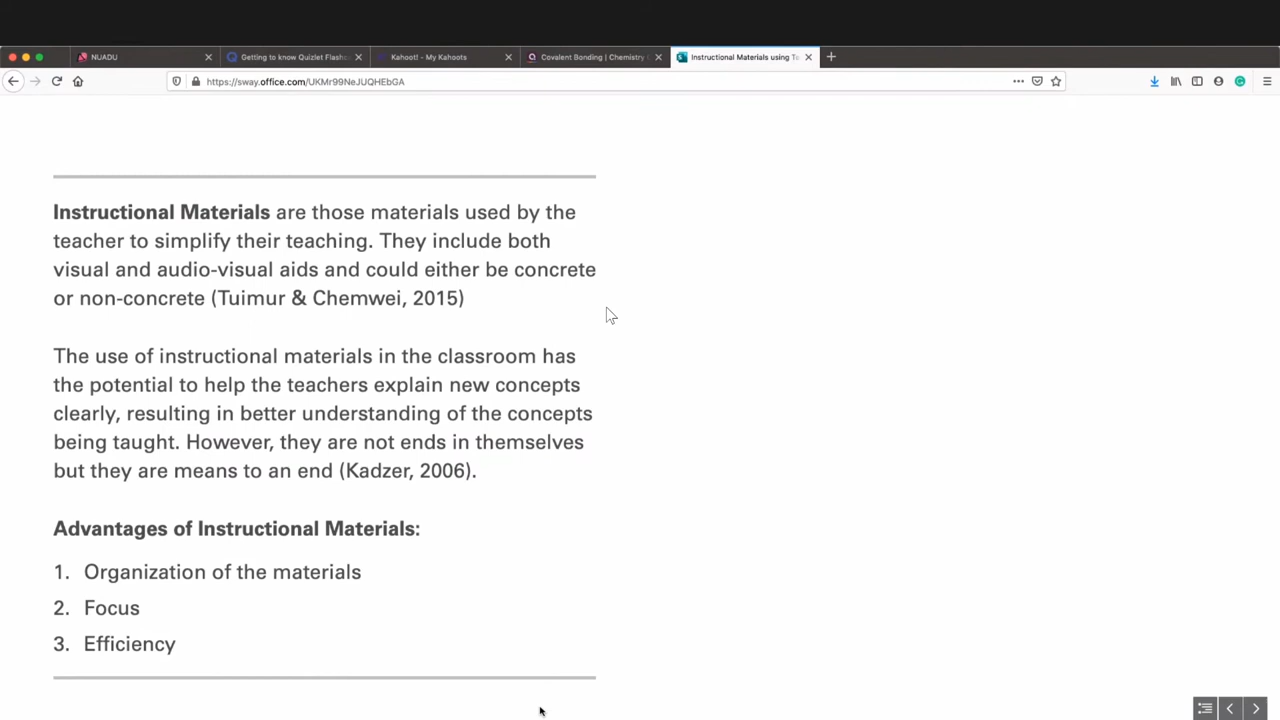 NUADU
Getting to know Quizlet Flashc
Kahoot! - My Kahoots
Covalent Bonding | Chemistry
Instructional Materials using Te
https://sway.office.com/UKMr99NeJUQHEbGA
Instructional Materials are those materials used by the
teacher to simplify their teaching. They include both
visual and audio-visual aids and could either be concrete
or non-concrete (Tuimur & Chemwei, 2015)
The use of instructional materials in the classroom has
the potential to help the teachers explain new concepts
clearly, resulting in better understanding of the concepts
being taught. However, they are not ends in themselves
but they are means to an end (Kadzer, 2006).
Advantages of Instructional Materials:
1. Organization of the materials
2. Focus
3. Efficiency